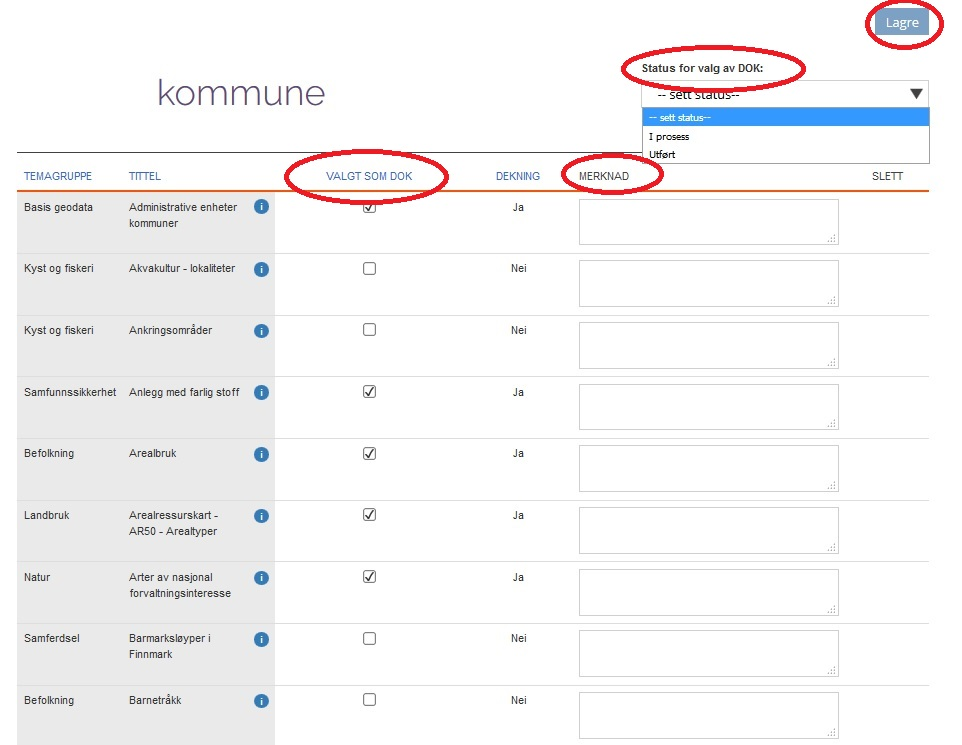 Lagre
Status for valg av DOK:
kommune
-- sett status--
-- sett status--
I prosess
Utført
TEMAGRUPPE TITTEL VALGT SOM DOK DEKNING MERKNAD SLETT
Basis geodata Administrative enheter Ja
kommuner
Kyst og fiskeri Akvakultur - lokaliteter Nei
Kyst og fiskeri Ankringsområder Nei
Samfunnssikkerhet Anlegg med farlig stoff Ja
Befolkning Arealbruk Ja
Landbruk Arealressurskart - Ja
AR50 - Arealtyper
Natur Arter av nasjonal Ja
forvaltningsinteresse
Samferdsel Barmarksløyper i Nei
Finnmark
Befolkning Barnetråkk Nei